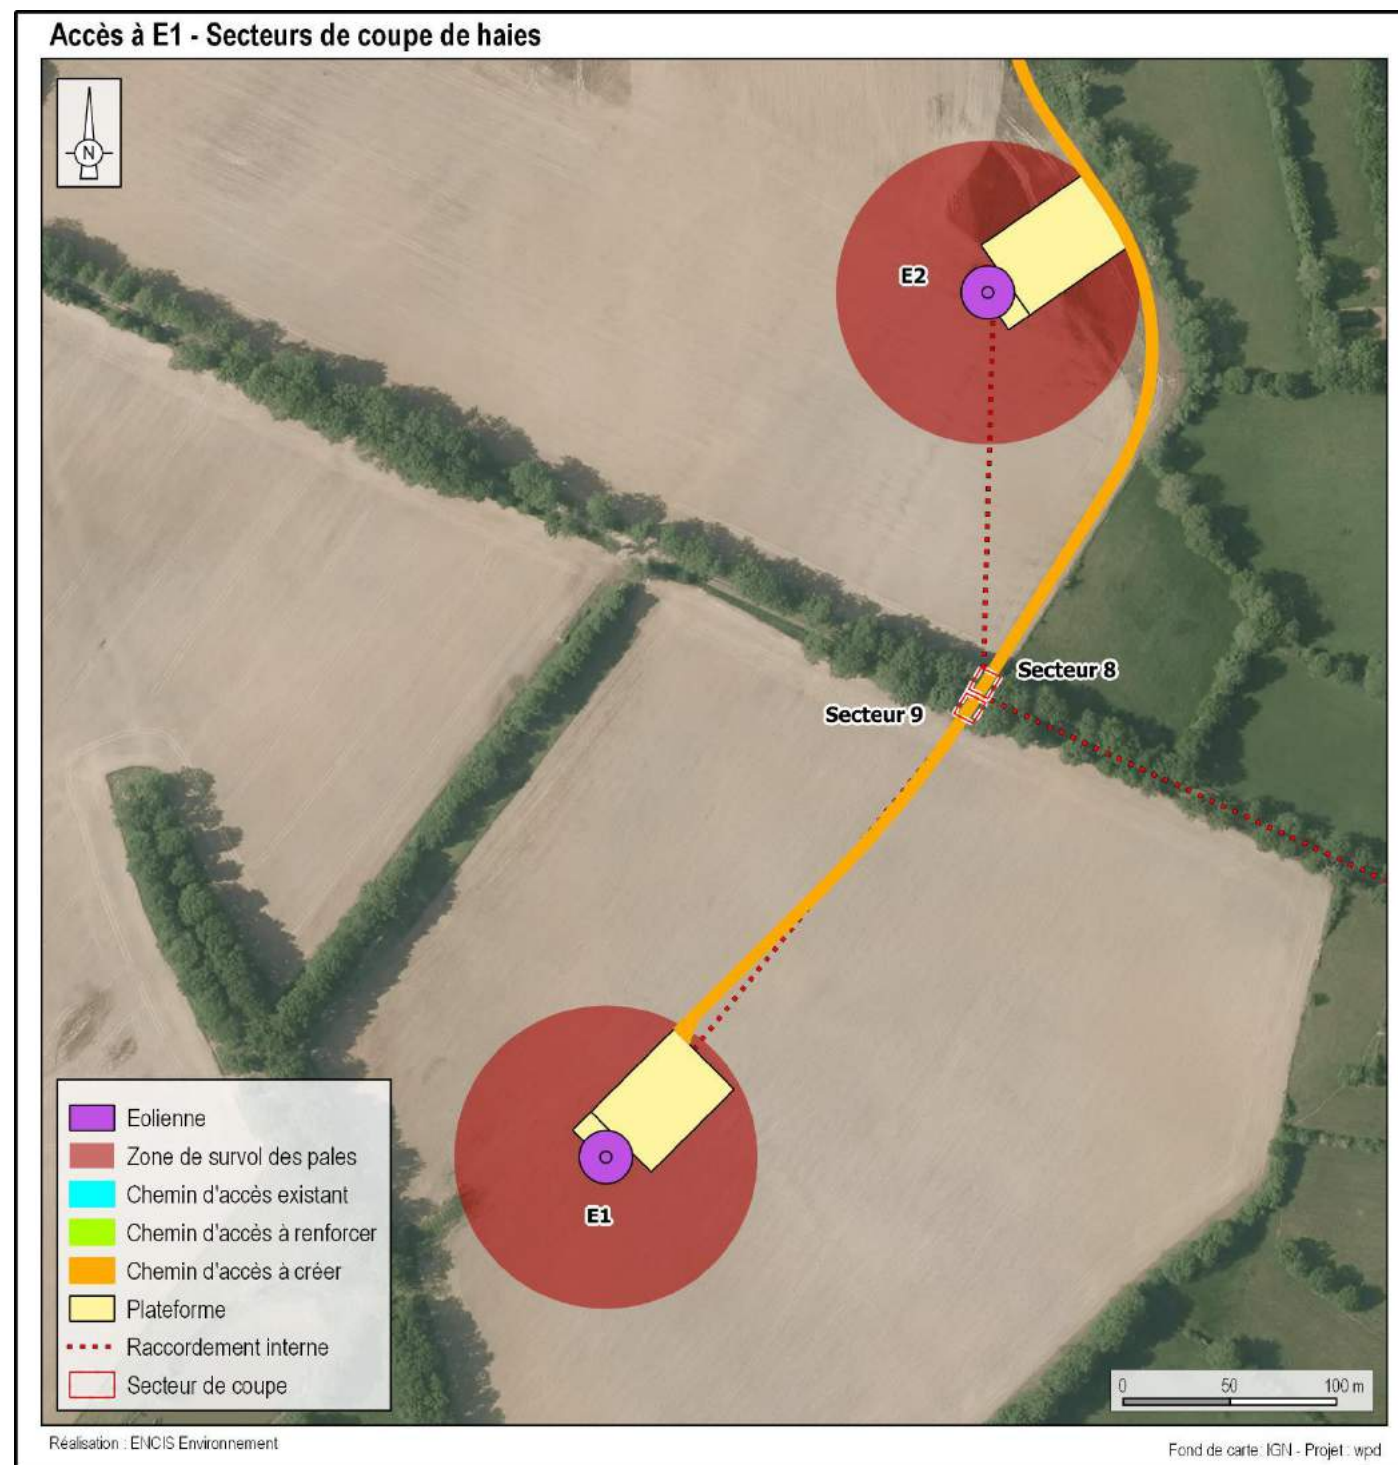 Accès à E1 - Secteurs de coupe de haies
N
E2
Secteur 8
Secteur 9
E1
Eolienne
Zone de survol des pales
Chemin d'accès existant
Chemin d'accès à renforcer
Chemin d'accès à créer
Plateforme
Raccordement interne
Secteur de coupe
0 50 100 m
Réalisation : ENCIS Environnement
Fond de carte: IGN - Projet : wpd